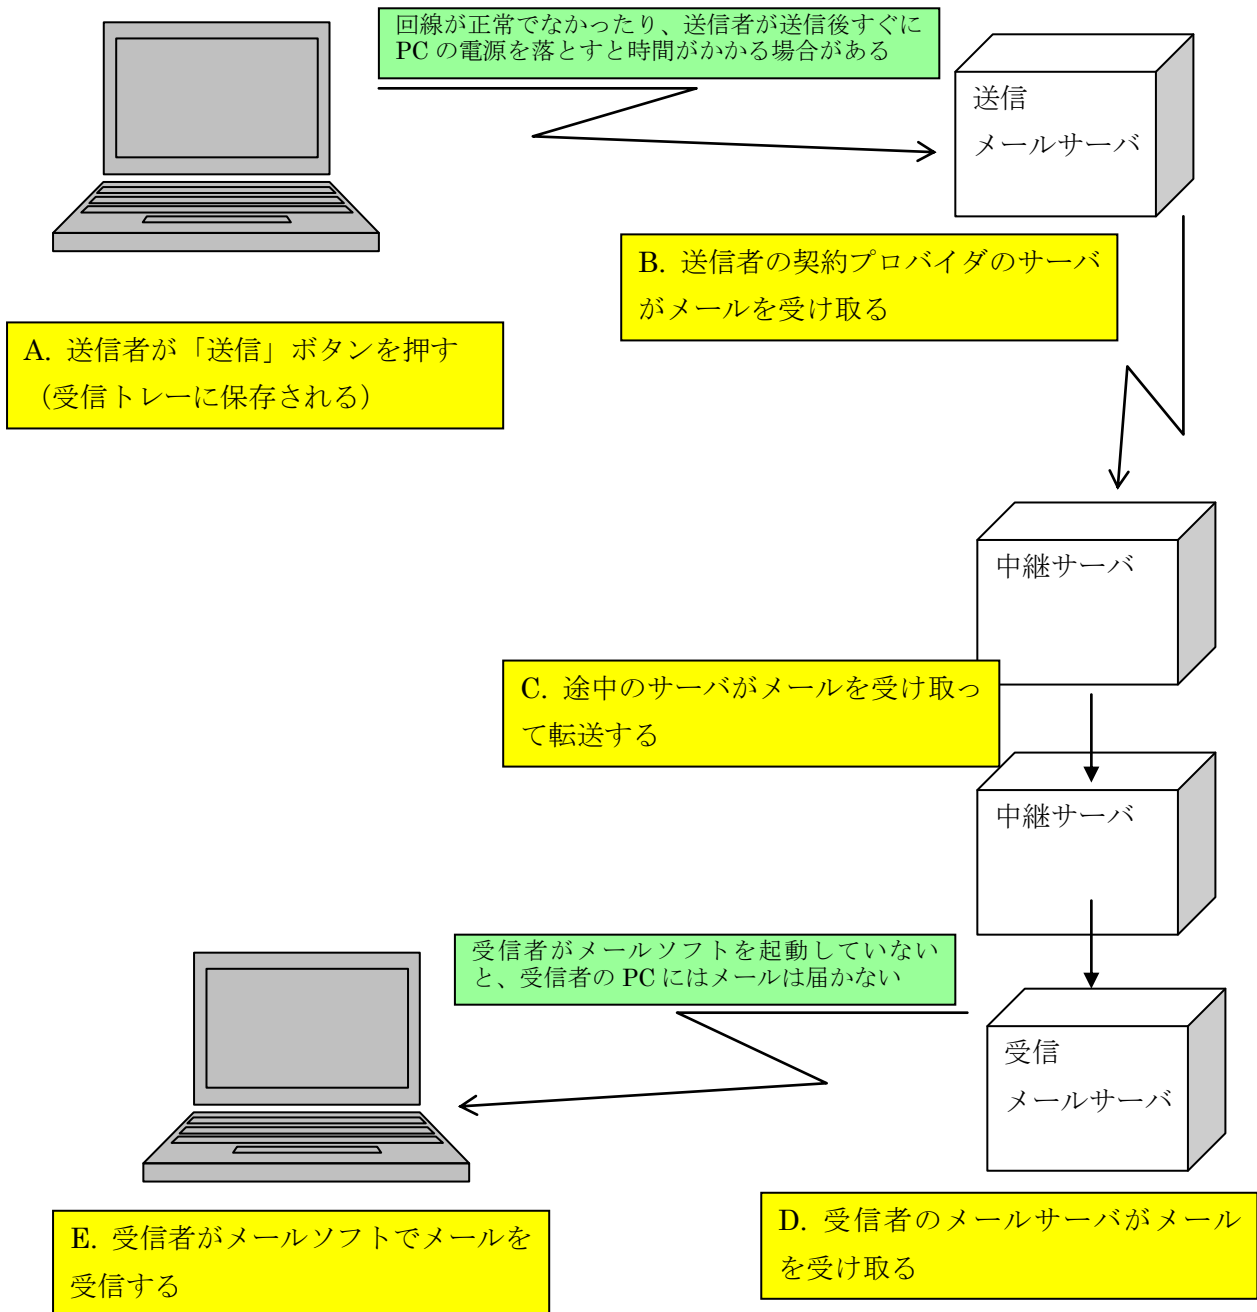 回線が正常でなかったり、送信者が送信後すぐに
PC の電源を落とすと時間がかかる場合がある
送信
メールサーバ
B. 送信者の契約プロバイダのサーバ
がメールを受け取る
A. 送信者が「送信」ボタンを押す
（受信トレーに保存される）
中継サーバ
C. 途中のサーバがメールを受け取っ
て転送する
中継サーバ
受信者がメールソフトを起動していない
と、受信者の PC にはメールは届かない
受信
メールサーバ
D. 受信者のメールサーバがメール
を受け取る
E. 受信者がメールソフトでメールを
受信する